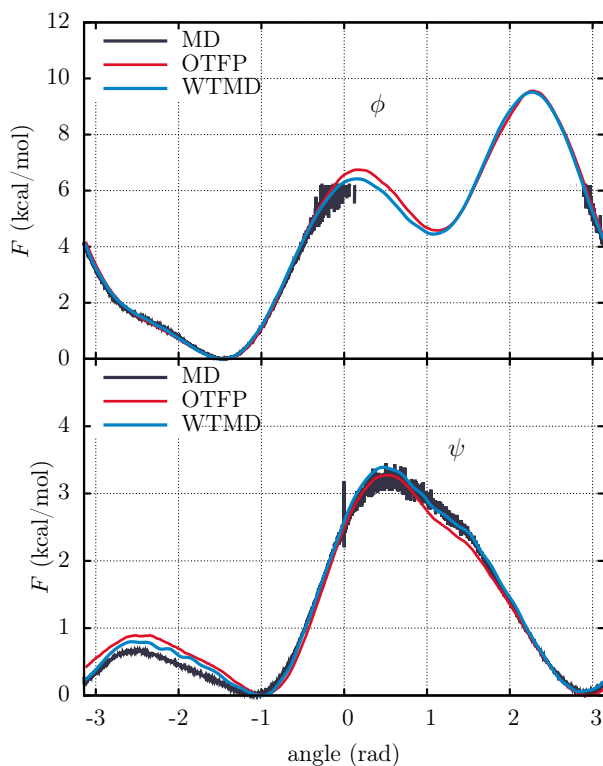 12
10
8
6
4
2
0
F (kcal/mol)
MD
OTFP
WTMD
ϕ
4
3
2
1
0
F (kcal/mol)
MD
OTFP
WTMD
ψ
-3 -2 -1 0 1 2 3
angle (rad)